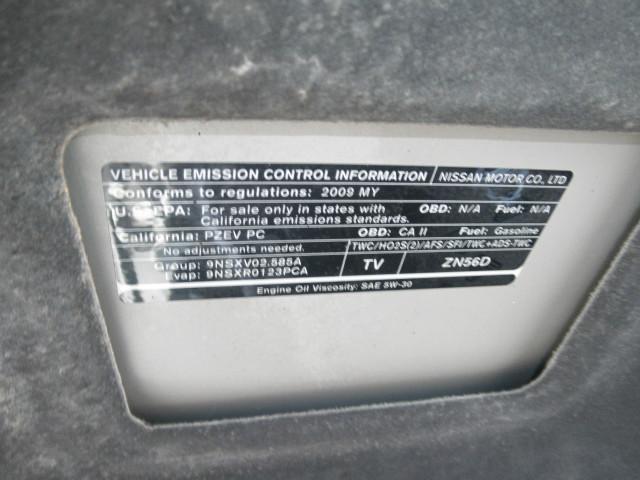 VEHICLE EMISSION CONTROL INFORMATION NISSAN MOTOR CO., LTD
Conforms to regulations: 2009 MY
U.S. EPA: For sale only in states with California emissions standards. OBD: N/A Fuel: N/A
California: PZEV PC OBD: CA II Fuel: Gasoline
No adjustments needed. TWC/HO2S(2)/AFS/SFI/TWC+ADS-TWC
Group: 9NSXV02.585A TV ZN56D
Evap: 9NSXR0123PCA
Engine Oil Viscosity: SAE 5W-30